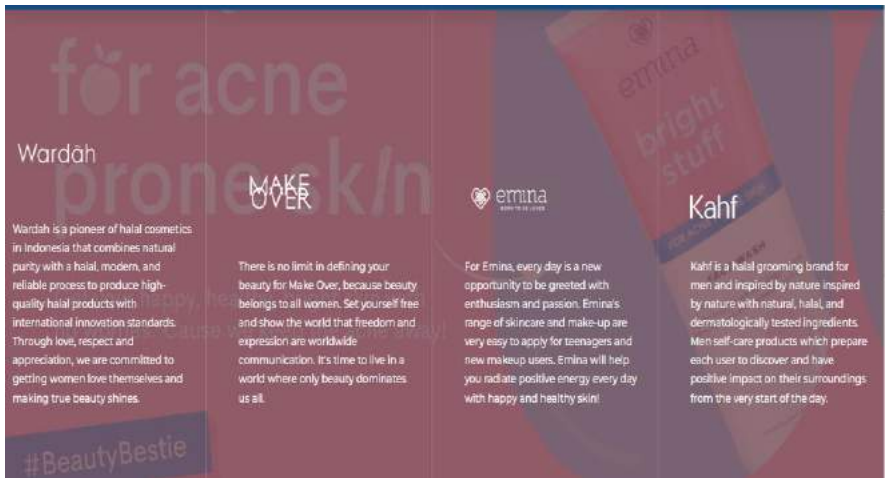 for acne
prone skin
Wardah
Wardah is a pioneer of halal cosmetics
in Indonesia that combines natural
purity with a halal, modern, and
reliable process to produce high-
quality halal products with
international innovation standards.
Through love, respect and
appreciation, we are committed to
getting women love themselves and
making true beauty shines.
MAKE
OVER
There is no limit in defining your
beauty for Make Over, because beauty
belongs to all women. Set yourself free
and show the world that freedom and
expression are worldwide
communication. It's time to live in a
world where only beauty dominates
us all.
emina
BORN TO BE LOVED
For Emina, every day is a new
opportunity to be greeted with
enthusiasm and passion. Emina's
range of skincare and make-up are
very easy to apply for teenagers and
new makeup users. Emina will help
you radiate positive energy every day
with happy and healthy skin!
Kahf
Kahf is a halal grooming brand for
men and inspired by nature inspired
by nature with natural, halal, and
dermatologically tested ingredients.
Men self-care products which prepare
each user to discover and have
positive impact on their surroundings
from the very start of the day.
emina
bright
stuff
#BeautyBestie